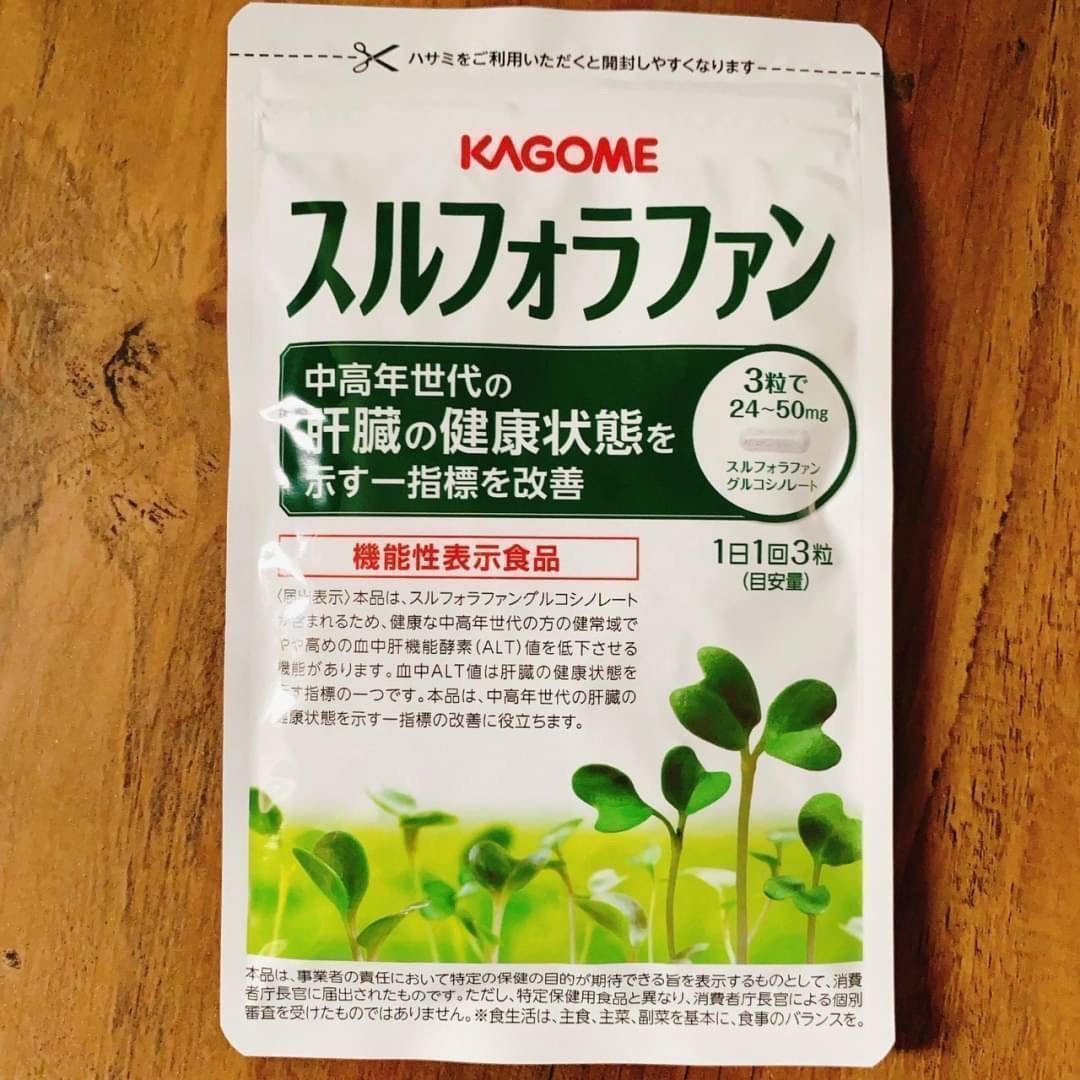 ハサミをご利用いただくと開封しやすくなります
KAGOME
スルフォラファン
中高年世代の
肝臓の健康状態を
示す一指標を改善
3粒で
24~50mg
スルフォラファン
グルコシノレート
機能性表示食品
1日1回3粒
(目安量)
〈届出表示〉本品は、スルフォラファングルコシノレート
が含まれるため、健康な中高年世代の方の健常域で
やや高めの血中肝機能酵素(ALT)値を低下させる
機能があります。血中ALT値は肝臓の健康状態を
示す指標の一つです。本品は、中高年世代の肝臓の
健康状態を示す一指標の改善に役立ちます。
本品は、事業者の責任において特定の保健の目的が期待できる旨を表示するものとして、消費
者庁長官に届出されたものです。ただし、特定保健用食品と異なり、消費者庁長官による個別
審査を受けたものではありません。※食生活は、主食、主菜、副菜を基本に、食事のバランスを。